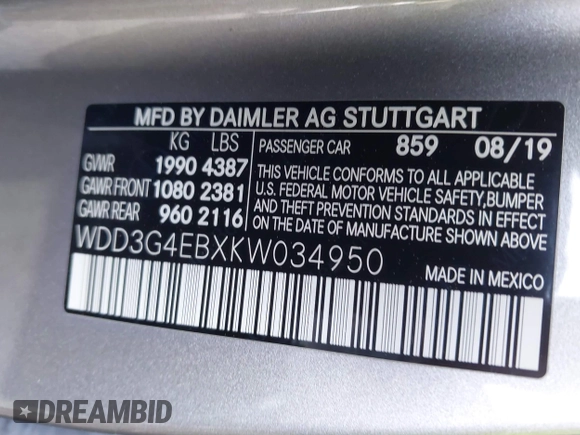 MFD BY DAIMLER AG STUTTGART
KG LBS
GVWR 1990 4387
GAWR FRONT 1080 2381
GAWR REAR 960 2116
PASSENGER CAR 859 08/19
THIS VEHICLE CONFORMS TO ALL APPLICABLE
U.S. FEDERAL MOTOR VEHICLE SAFETY,BUMPER
AND THEFT PREVENTION STANDARDS IN EFFECT
ON THE DATE OF MANUFACTURE SHOWN ABOVE.
WDD3G4EBXKW034950
MADE IN MEXICO
DREAMBID